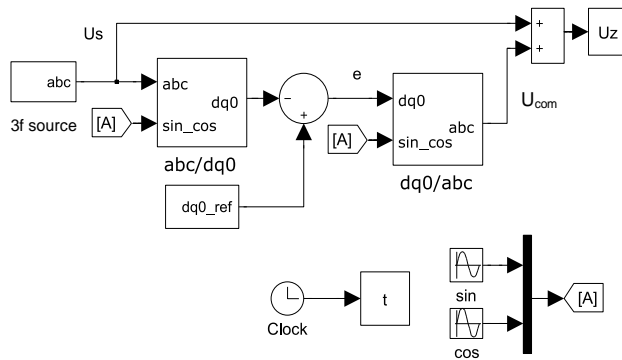 Us
e
abc
3f source
[A]
abc
sin_cos
dq0
abc/dq0
−
+
dq0_ref
[A]
dq0
sin_cos
abc
dq0/abc
+
+
Uz
Ucom
Clock
t
sin
cos
[A]